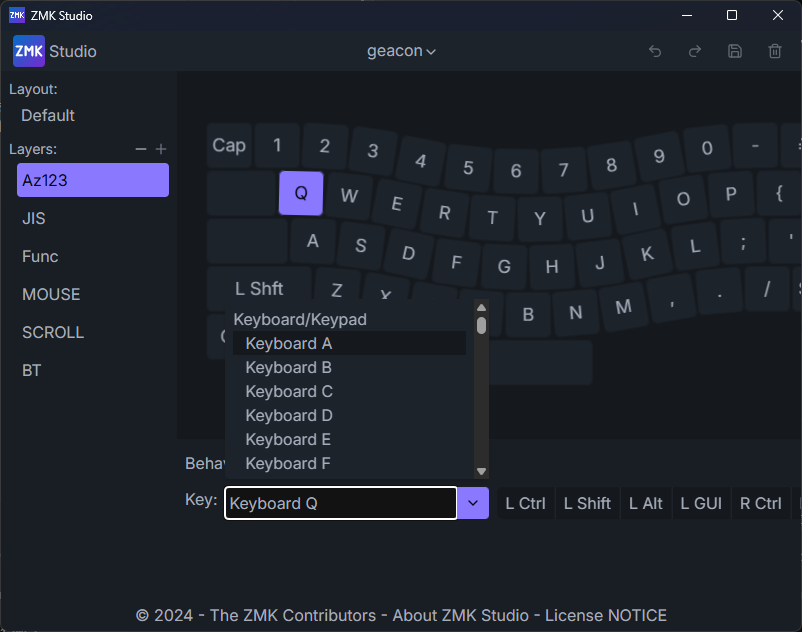 ZMK ZMK Studio
ZMK Studio
geacon
Layout:
Default
Layers:
Az123
JIS
Func
MOUSE
SCROLL
BT
Cap 1 2 3 4 5 6 7 8 9 0 -
Q W E R T Y U I O P {
A S D F G H J K L ; '
L Shft Z X B N M , . /
Keyboard/Keypad
Keyboard A
Keyboard B
Keyboard C
Keyboard D
Keyboard E
Keyboard F
Behav
Key: Keyboard Q L Ctrl L Shift L Alt L GUI R Ctrl
© 2024 - The ZMK Contributors - About ZMK Studio - License NOTICE